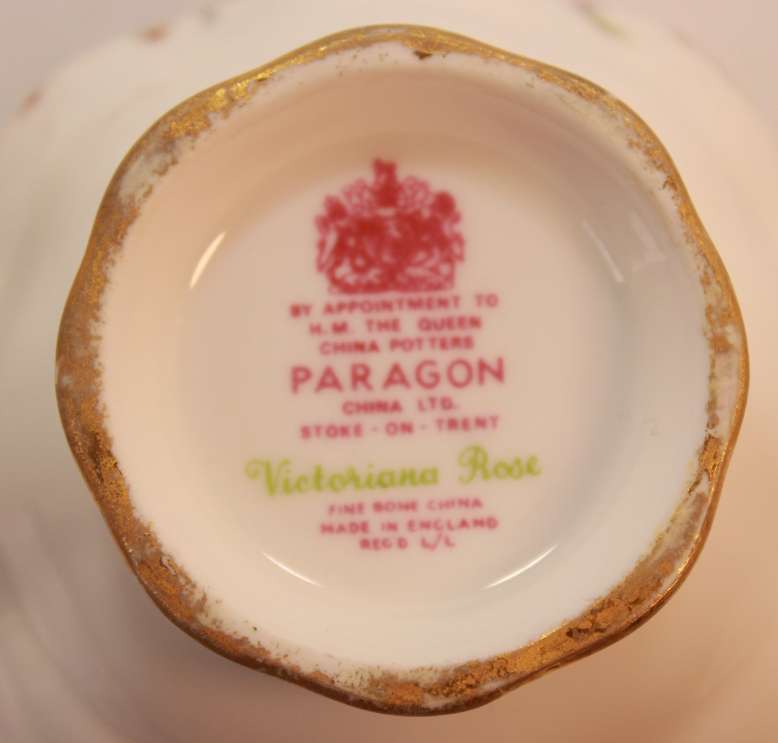 BY APPOINTMENT TO
H.M. THE QUEEN
CHINA POTTERS
PARAGON
CHINA LTD.
STOKE-ON-TRENT
Victoriana Rose
FINE BONE CHINA
MADE IN ENGLAND
REG'D L/L